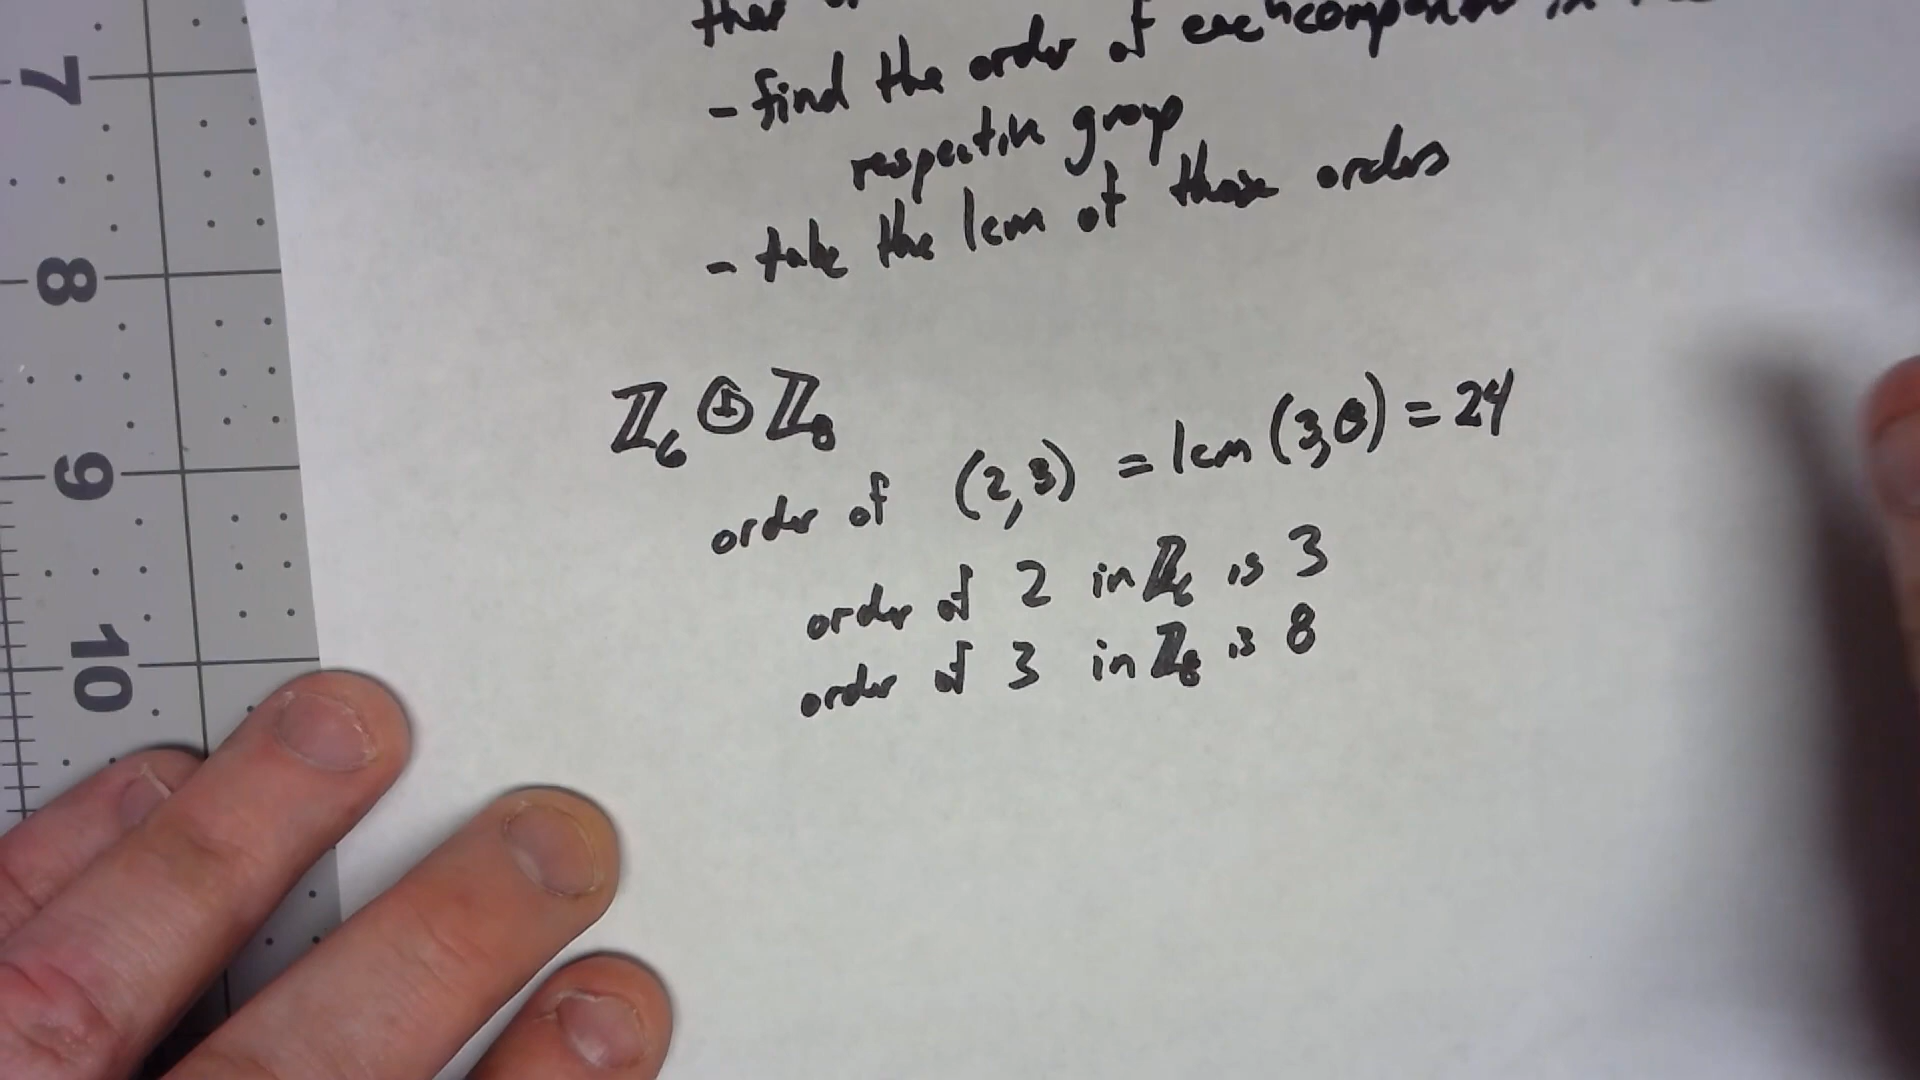 - find the order of each component in
respective group
- take the lcm of those orders
ℤ₆ ⊕ ℤ₈
order of (2,3) = lcm (3,8) = 24
order of 2 in ℤ₆ is 3
order of 3 in ℤ₈ is 8
7
8
9
10